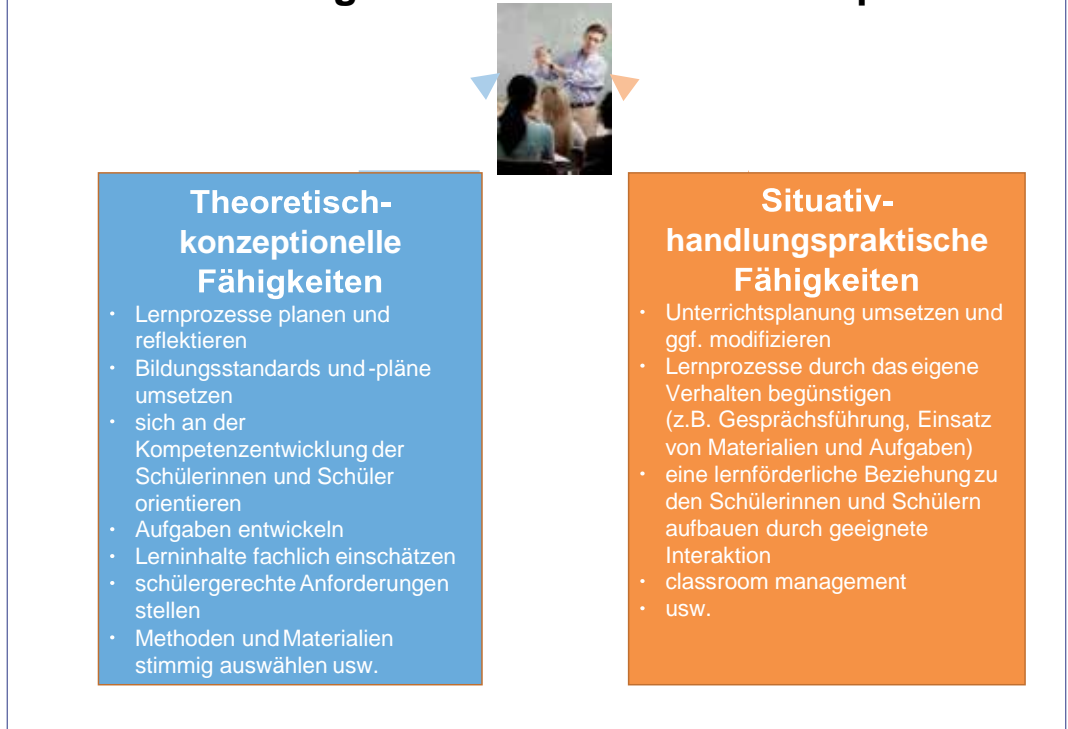 Theoretisch-
konzeptionelle
Fähigkeiten
· Lernprozesse planen und
reflektieren
· Bildungsstandards und -pläne
umsetzen
· sich an der
Kompetenzentwicklung der
Schülerinnen und Schüler
orientieren
· Aufgaben entwickeln
· Lerninhalte fachlich einschätzen
· schülergerechte Anforderungen
stellen
· Methoden und Materialien
stimmig auswählen usw.
Situativ-
handlungspraktische
Fähigkeiten
· Unterrichtsplanung umsetzen und
ggf. modifizieren
· Lernprozesse durch das eigene
Verhalten begünstigen
(z.B. Gesprächsführung, Einsatz
von Materialien und Aufgaben)
· eine lernförderliche Beziehung zu
den Schülerinnen und Schülern
aufbauen durch geeignete
Interaktion
· classroom management
· usw.